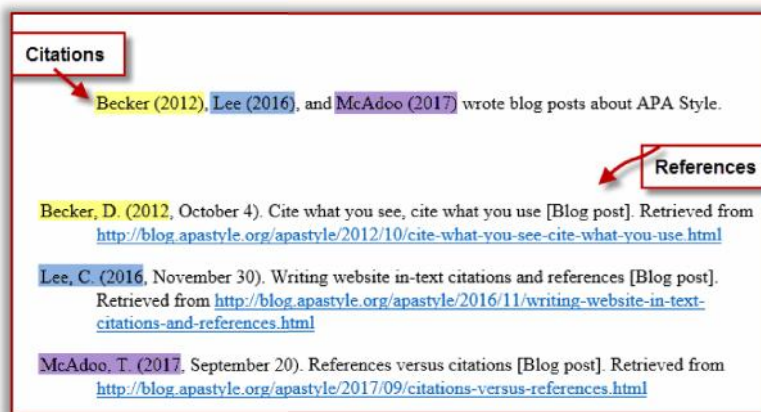 Citations
Becker (2012), Lee (2016), and McAdoo (2017) wrote blog posts about APA Style.
References
Becker, D. (2012, October 4). Cite what you see, cite what you use [Blog post]. Retrieved from
http://blog.apastyle.org/apastyle/2012/10/cite-what-you-see-cite-what-you-use.html
Lee, C. (2016, November 30). Writing website in-text citations and references [Blog post].
Retrieved from http://blog.apastyle.org/apastyle/2016/11/writing-website-in-text-
citations-and-references.html
McAdoo, T. (2017, September 20). References versus citations [Blog post]. Retrieved from
http://blog.apastyle.org/apastyle/2017/09/citations-versus-references.html